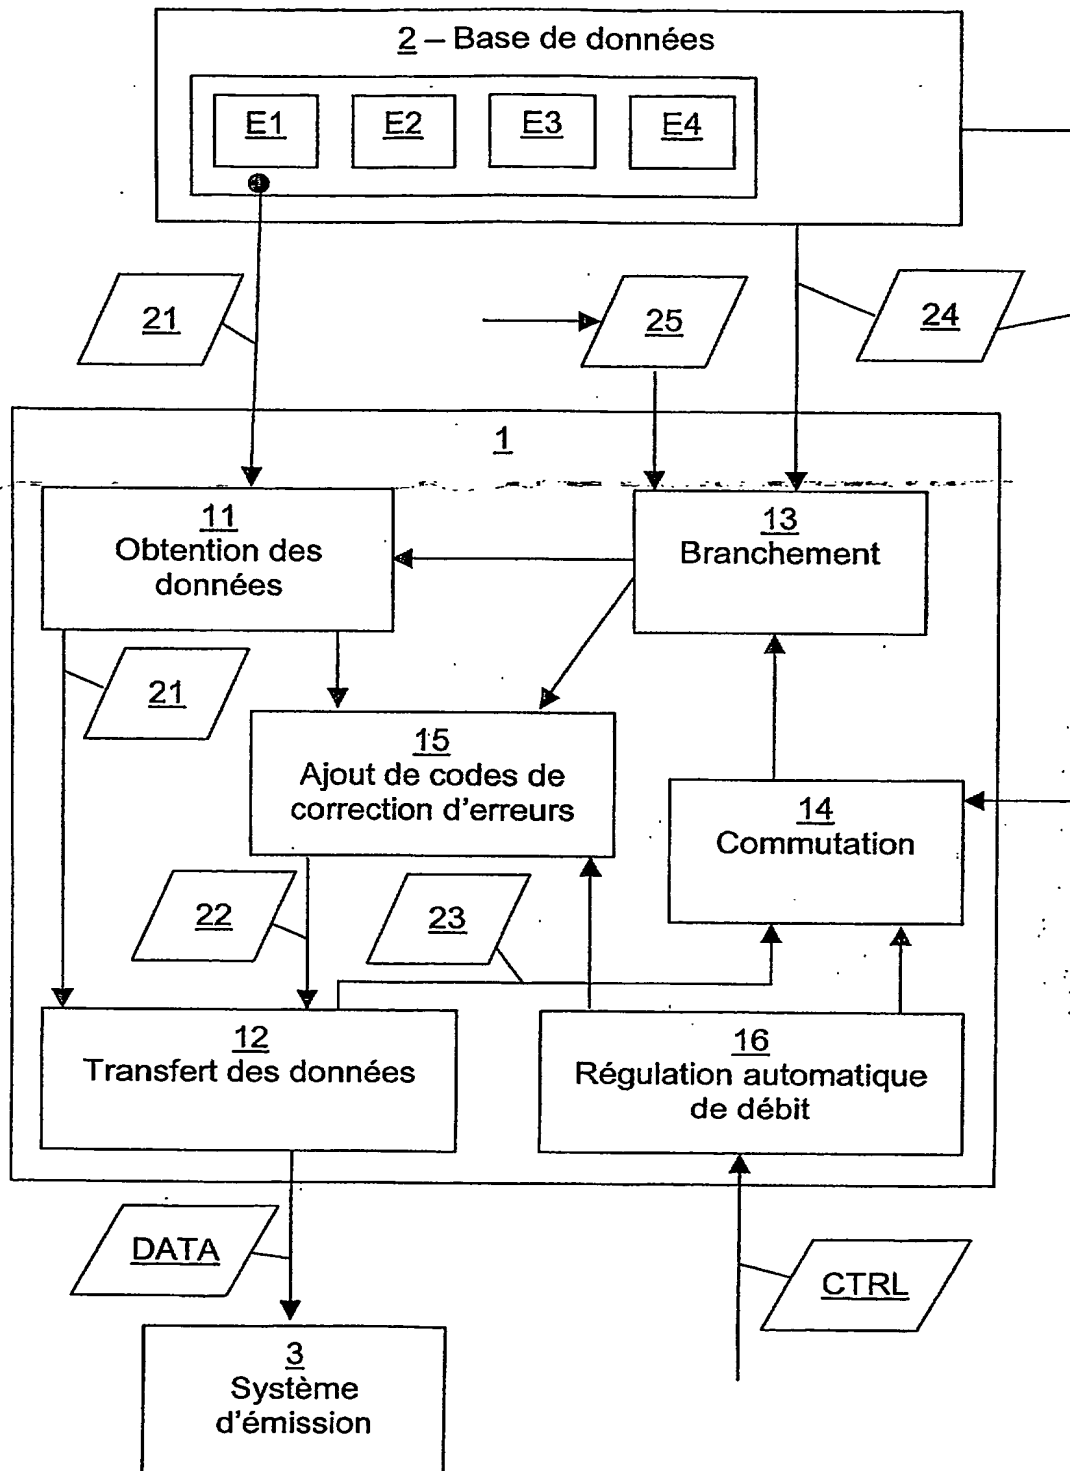 2 – Base de données
E1 E2 E3 E4
21
25
24
1
11
Obtention des
données
13
Branchement
21
15
Ajout de codes de
correction d'erreurs
14
Commutation
22
23
12
Transfert des données
16
Régulation automatique
de débit
DATA
CTRL
3
Système
d'émission